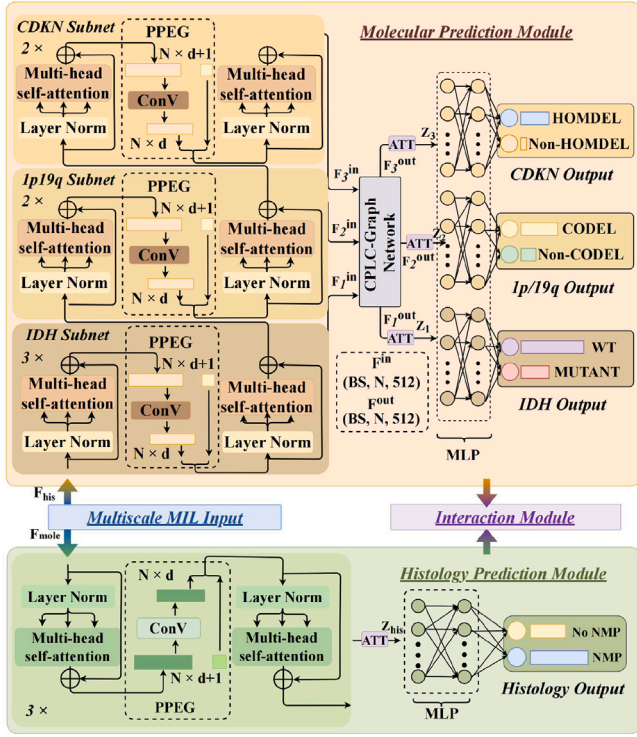 CDKN Subnet
2 ×
Multi-head
self-attention
Layer Norm
PPEG
N × d+1
ConV
N × d
Multi-head
self-attention
Layer Norm
1p19q Subnet
2 ×
Multi-head
self-attention
Layer Norm
PPEG
N × d+1
ConV
N × d
Multi-head
self-attention
Layer Norm
IDH Subnet
3 ×
Multi-head
self-attention
Layer Norm
PPEG
N × d+1
ConV
N × d
Multi-head
self-attention
Layer Norm
Molecular Prediction Module
F3in
F2in
F1in
CPLC-Graph
Network
F3out
F2out
F1out
ATT
ATT
ATT
Z3
Z2
Z1
Fin
(BS, N, 512)
Fout
(BS, N, 512)
MLP
HOMDEL
Non-HOMDEL
CDKN Output
CODEL
Non-CODEL
1p/19q Output
WT
MUTANT
IDH Output
Fhis
Fmole
Multiscale MIL Input
Interaction Module
Layer Norm
Multi-head
self-attention
3 ×
N × d
ConV
N × d+1
PPEG
Layer Norm
Multi-head
self-attention
Histology Prediction Module
ATT
Zhis
MLP
No NMP
NMP
Histology Output